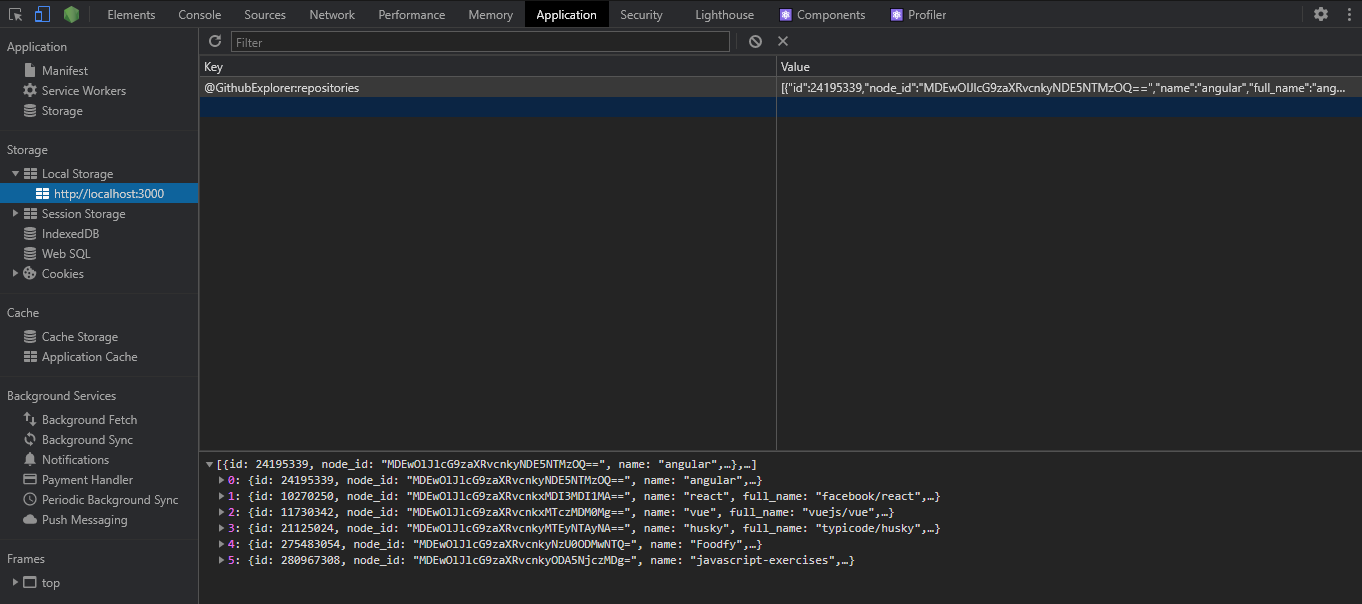 Elements Console Sources Network Performance Memory Application Security Lighthouse Components Profiler
Application
Manifest
Service Workers
Storage
Storage
Local Storage
http://localhost:3000
Session Storage
IndexedDB
Web SQL
Cookies
Cache
Cache Storage
Application Cache
Background Services
Background Fetch
Background Sync
Notifications
Payment Handler
Periodic Background Sync
Push Messaging
Frames
top
Filter
Key Value
@GithubExplorer:repositories [{"id":24195339,"node_id":"MDEwOlJlcG9zaXRvcnkyNDE5NTMzOQ==","name":"angular","full_name":"ang...
[{id: 24195339, node_id: "MDEwOlJlcG9zaXRvcnkyNDE5NTMzOQ==", name: "angular",…},…]
0: {id: 24195339, node_id: "MDEwOlJlcG9zaXRvcnkyNDE5NTMzOQ==", name: "angular",…}
1: {id: 10270250, node_id: "MDEwOlJlcG9zaXRvcnkxMDI3MDI1MA==", name: "react", full_name: "facebook/react",…}
2: {id: 11730342, node_id: "MDEwOlJlcG9zaXRvcnkxMTczMDM0Mg==", name: "vue", full_name: "vuejs/vue",…}
3: {id: 21125024, node_id: "MDEwOlJlcG9zaXRvcnkyMTEyNTAyNA==", name: "husky", full_name: "typicode/husky",…}
4: {id: 275483054, node_id: "MDEwOlJlcG9zaXRvcnkyNzU0ODMwNTQ=", name: "Foodfy",…}
5: {id: 280967308, node_id: "MDEwOlJlcG9zaXRvcnkyODA5NjczMDg=", name: "javascript-exercises",…}